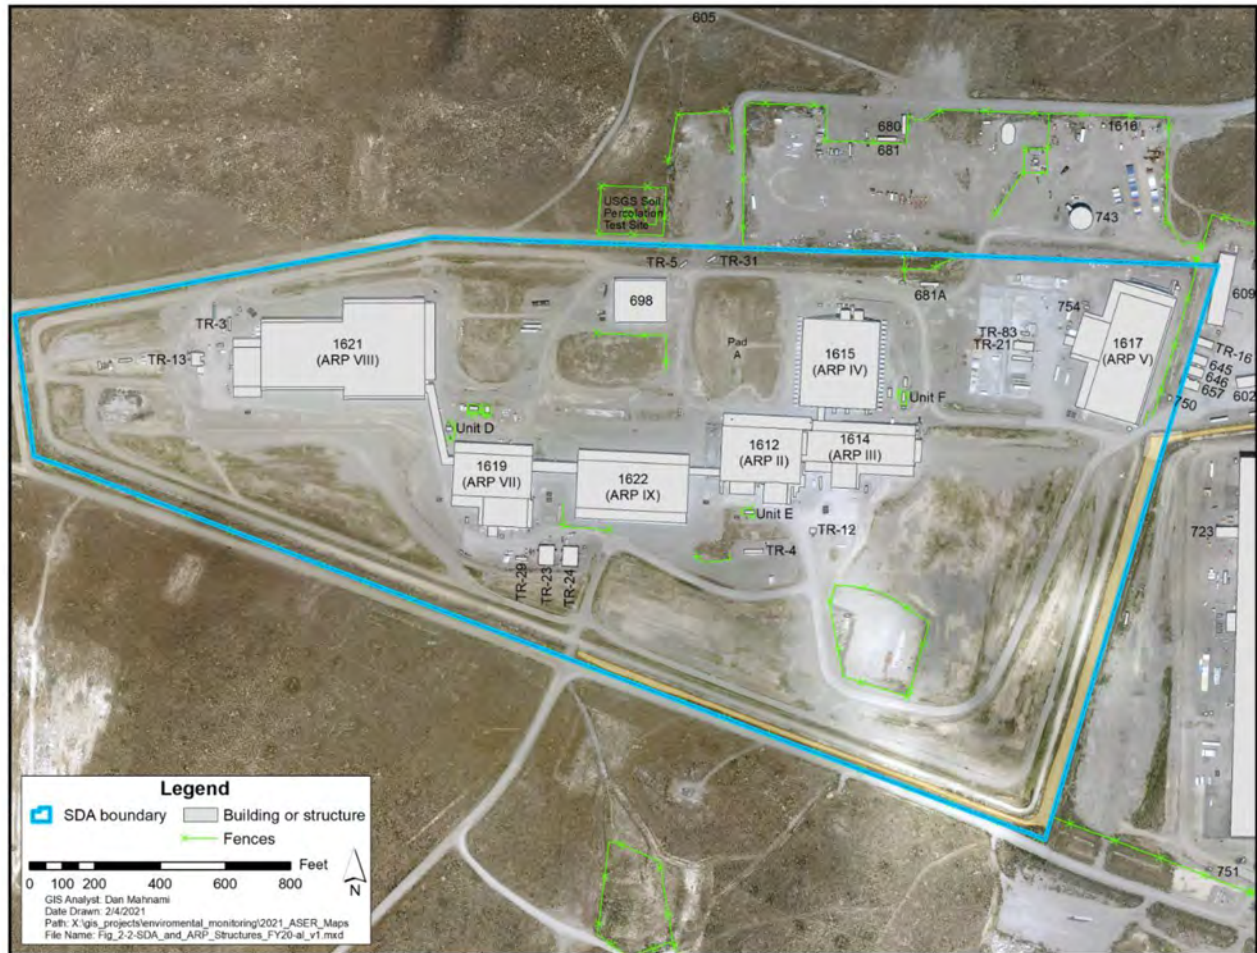 605
680
681
1616
USGS Soil
Percolation
Test Site
743
TR-5
TR-31
681A
609
698
TR-3
1621
(ARP VIII)
TR-13
Pad
A
1615
(ARP IV)
754
TR-83
TR-21
1617
(ARP V)
TR-16
645
646
657
602
750
Unit F
Unit D
1612
(ARP II)
1614
(ARP III)
1619
(ARP VII)
1622
(ARP IX)
Unit E
TR-12
TR-4
723
TR-29
TR-23
TR-24
751
Legend
SDA boundary
Building or structure
Fences
Feet
0 100 200 400 600 800
N
GIS Analyst: Dan Mahnami
Date Drawn: 2/4/2021
Path: X:\gis_projects\enviromental_monitoring\2021_ASER_Maps
File Name: Fig_2-2-SDA_and_ARP_Structures_FY20-al_v1.mxd